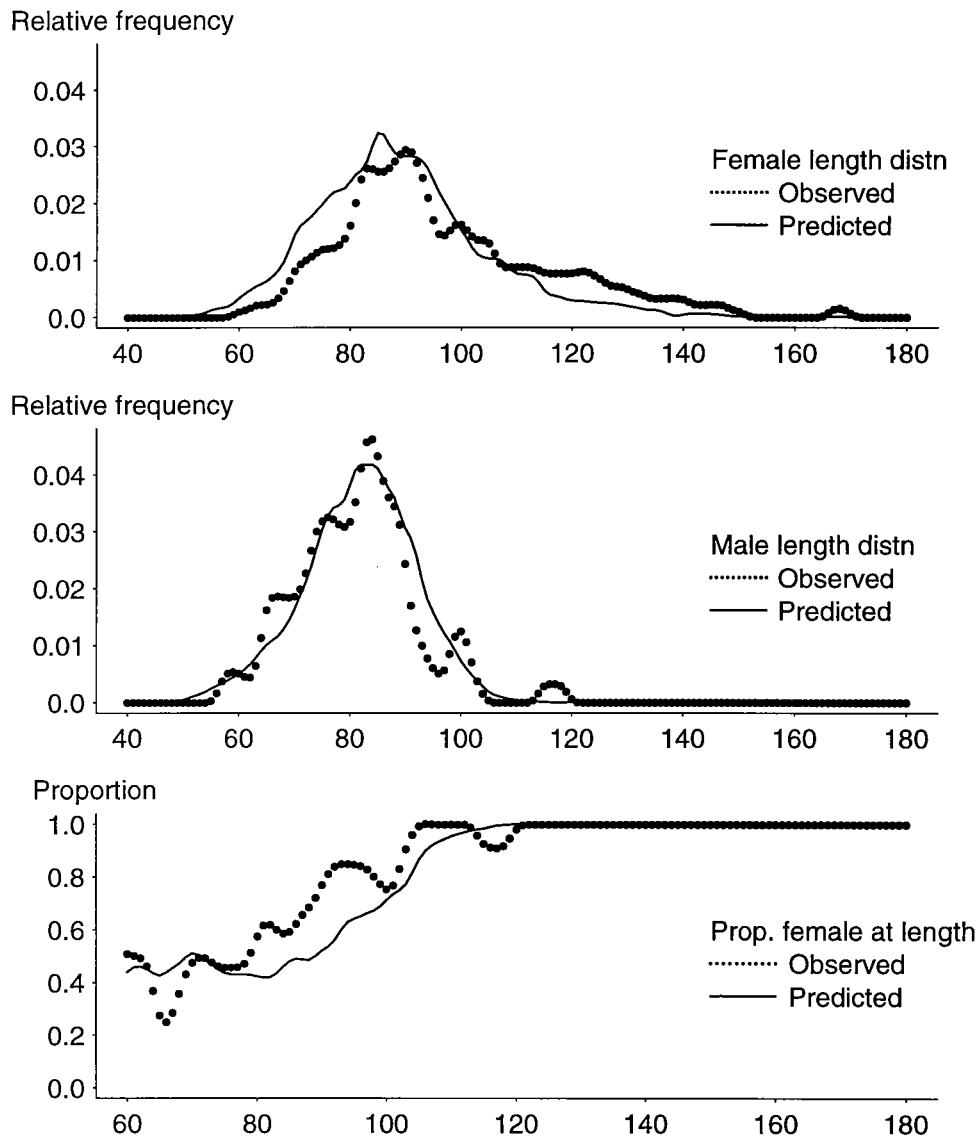 Relative frequency
0.04
0.03
0.02
0.01
0.0
Female length distn
Observed
Predicted
40 60 80 100 120 140 160 180
Relative frequency
0.04
0.03
0.02
0.01
0.0
Male length distn
Observed
Predicted
40 60 80 100 120 140 160 180
Proportion
1.0
0.8
0.6
0.4
0.2
0.0
Prop. female at length
Observed
Predicted
60 80 100 120 140 160 180